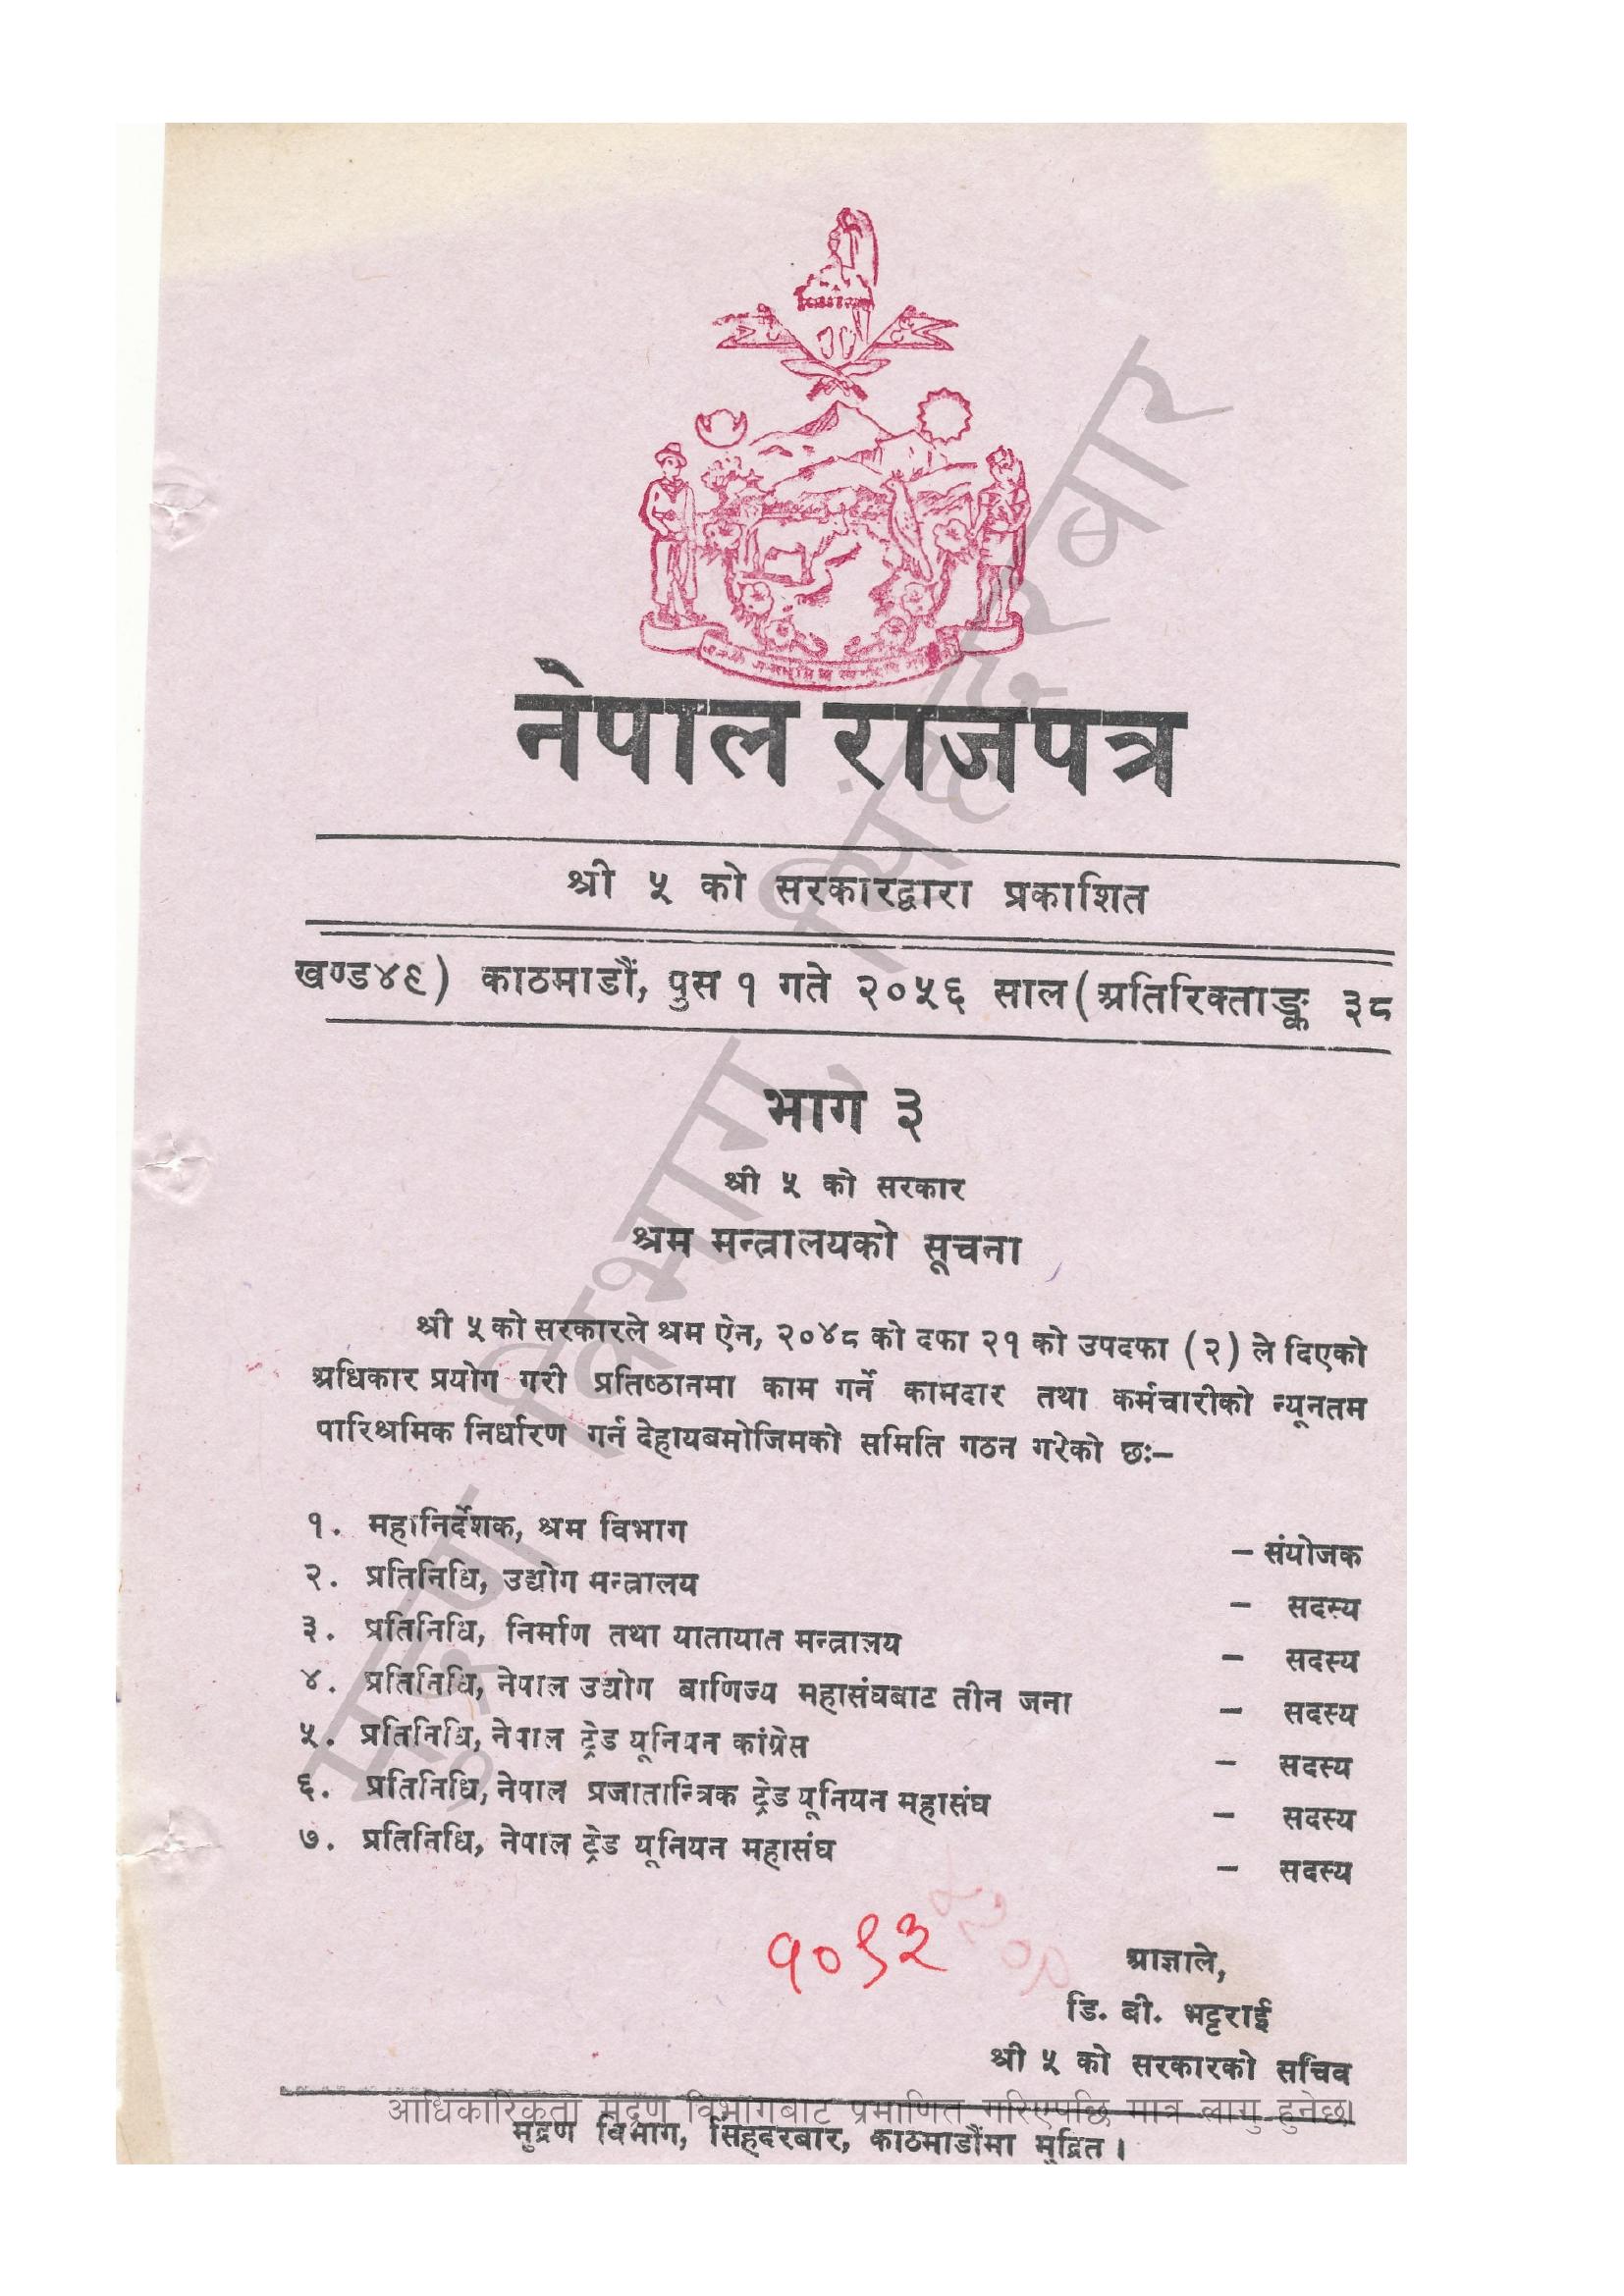 नेपाल राजपत्र
श्री ५ को सरकारद्वारा प्रकाशित
खण्ड४९) काठमाडौं, पुस १ गते २०५६ साल (अतिरिक्ताङ्क ३८
भाग ३
श्री ५ को सरकार
श्रम मन्त्रालयको सूचना
श्री ५ को सरकारले श्रम ऐन, २०४८ को दफा २१ को उपदफा (२) ले दिएको
अधिकार प्रयोग गरी प्रतिष्ठानमा काम गर्ने कामदार तथा कर्मचारीको न्यूनतम
पारिश्रमिक निर्धारण गर्न देहायबमोजिमको समिति गठन गरेको छः–
१. महानिर्देशक, श्रम विभाग – संयोजक
२. प्रतिनिधि, उद्योग मन्त्रालय – सदस्य
३. प्रतिनिधि, निर्माण तथा यातायात मन्त्रालय – सदस्य
४. प्रतिनिधि, नेपाल उद्योग बाणिज्य महासंघबाट तीन जना – सदस्य
५. प्रतिनिधि, नेपाल ट्रेड यूनियन कांग्रेस – सदस्य
६. प्रतिनिधि, नेपाल प्रजातान्त्रिक ट्रेड यूनियन महासंघ – सदस्य
७. प्रतिनिधि, नेपाल ट्रेड यूनियन महासंघ – सदस्य
१०९२
आज्ञाले,
डि. बी. भट्टराई
श्री ५ को सरकारको सचिव
आधिकारिकता मुद्रण विभागबाट प्रमाणित गरिएपछि मात्र लागु हुनेछ।
मुद्रण विभाग, सिंहदरबार, काठमाडौंमा मुद्रित ।
मुद्रण विभाग, सिंहदरबार